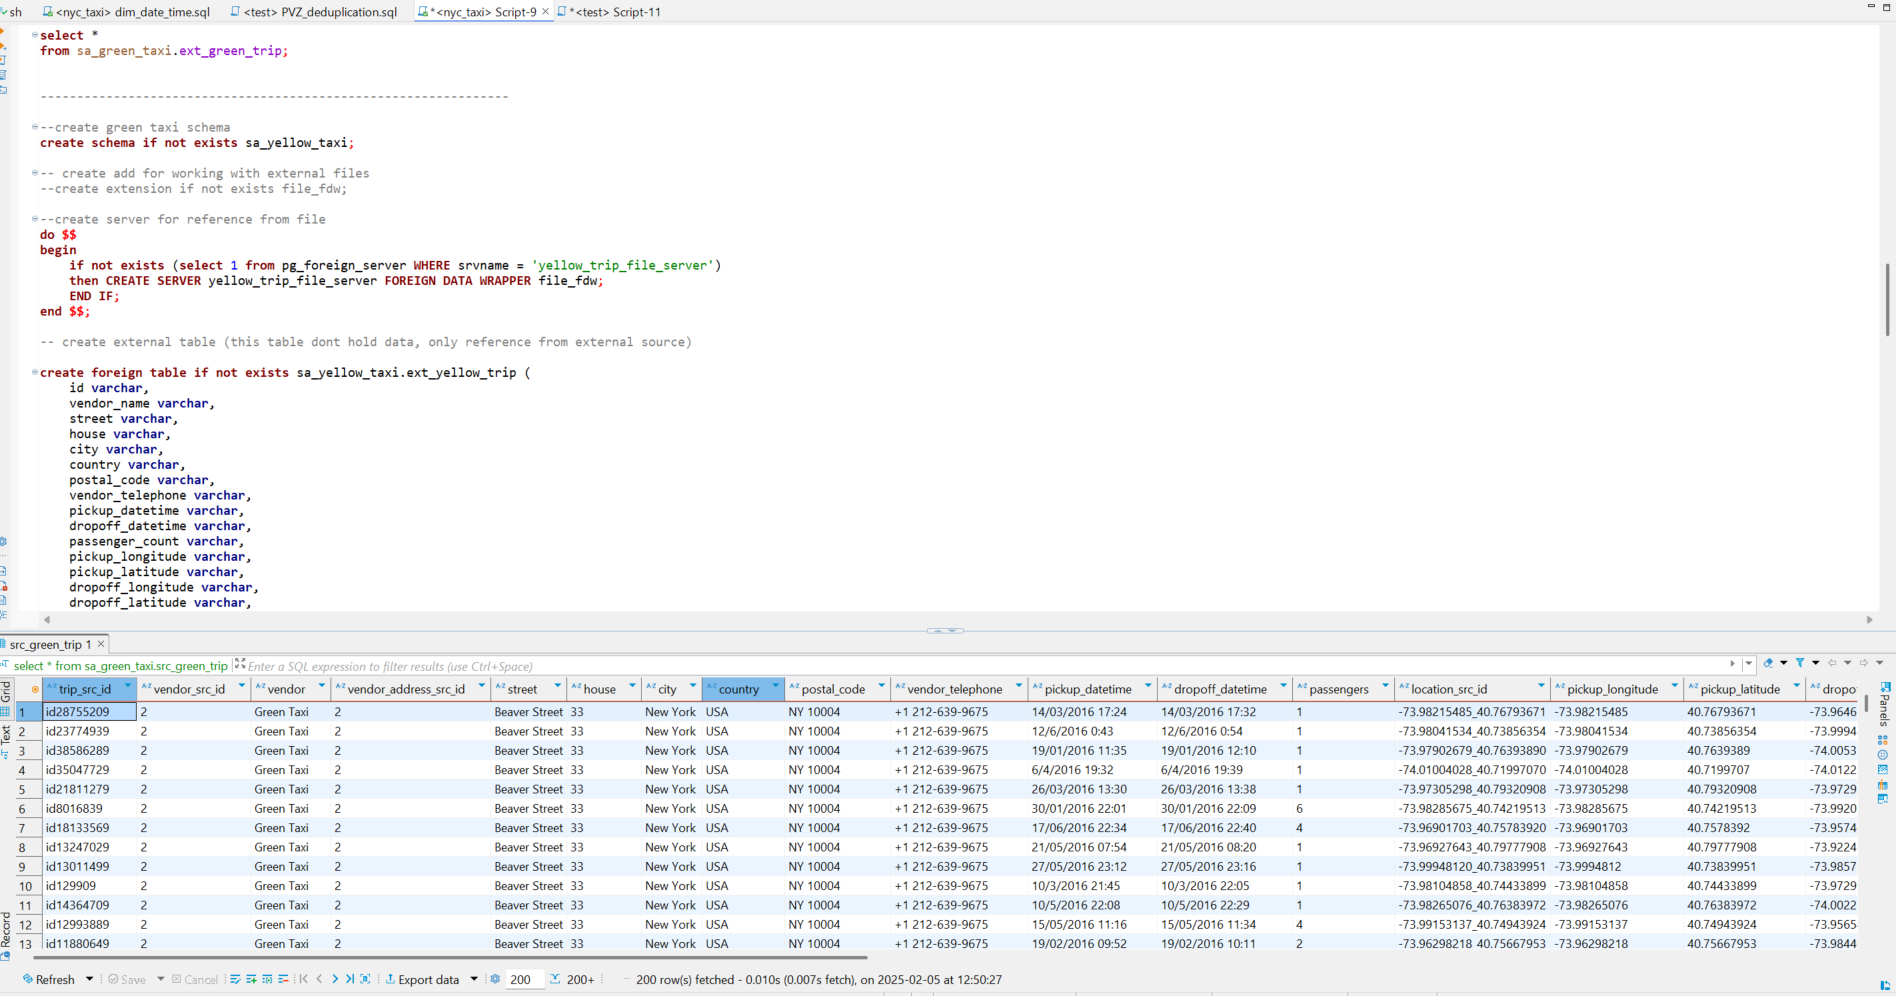 sh <nyc_taxi> dim_date_time.sql <test> PVZ_deduplication.sql *<nyc_taxi> Script-9 *<test> Script-11
select *
from sa_green_taxi.ext_green_trip;
----------------------------------------------------------------
--create green taxi schema
create schema if not exists sa_yellow_taxi;
-- create add for working with external files
--create extension if not exists file_fdw;
--create server for reference from file
do $$
begin
if not exists (select 1 from pg_foreign_server WHERE srvname = 'yellow_trip_file_server')
then CREATE SERVER yellow_trip_file_server FOREIGN DATA WRAPPER file_fdw;
END IF;
end $$;
-- create external table (this table dont hold data, only reference from external source)
create foreign table if not exists sa_yellow_taxi.ext_yellow_trip (
id varchar,
vendor_name varchar,
street varchar,
house varchar,
city varchar,
country varchar,
postal_code varchar,
vendor_telephone varchar,
pickup_datetime varchar,
dropoff_datetime varchar,
passenger_count varchar,
pickup_longitude varchar,
pickup_latitude varchar,
dropoff_longitude varchar,
dropoff_latitude varchar,
src_green_trip 1
select * from sa_green_taxi.src_green_trip Enter a SQL expression to filter results (use Ctrl+Space)
Grid
Text
Record
Panels
trip_src_id vendor_src_id vendor vendor_address_src_id street house city country postal_code vendor_telephone pickup_datetime dropoff_datetime passengers location_src_id pickup_longitude pickup_latitude dropo
1 id28755209 2 Green Taxi 2 Beaver Street 33 New York USA NY 10004 +1 212-639-9675 14/03/2016 17:24 14/03/2016 17:32 1 -73.98215485_40.76793671 -73.98215485 40.76793671 -73.9646
2 id23774939 2 Green Taxi 2 Beaver Street 33 New York USA NY 10004 +1 212-639-9675 12/6/2016 0:43 12/6/2016 0:54 1 -73.98041534_40.73856354 -73.98041534 40.73856354 -73.9994
3 id38586289 2 Green Taxi 2 Beaver Street 33 New York USA NY 10004 +1 212-639-9675 19/01/2016 11:35 19/01/2016 12:10 1 -73.97902679_40.76393890 -73.97902679 40.7639389 -74.0053
4 id35047729 2 Green Taxi 2 Beaver Street 33 New York USA NY 10004 +1 212-639-9675 6/4/2016 19:32 6/4/2016 19:39 1 -74.01004028_40.71997070 -74.01004028 40.7199707 -74.0122
5 id21811279 2 Green Taxi 2 Beaver Street 33 New York USA NY 10004 +1 212-639-9675 26/03/2016 13:30 26/03/2016 13:38 1 -73.97305298_40.79320908 -73.97305298 40.79320908 -73.9729
6 id8016839 2 Green Taxi 2 Beaver Street 33 New York USA NY 10004 +1 212-639-9675 30/01/2016 22:01 30/01/2016 22:09 6 -73.98285675_40.74219513 -73.98285675 40.74219513 -73.9920
7 id18133569 2 Green Taxi 2 Beaver Street 33 New York USA NY 10004 +1 212-639-9675 17/06/2016 22:34 17/06/2016 22:40 4 -73.96901703_40.75783920 -73.96901703 40.7578392 -73.9574
8 id13247029 2 Green Taxi 2 Beaver Street 33 New York USA NY 10004 +1 212-639-9675 21/05/2016 07:54 21/05/2016 08:20 1 -73.96927643_40.79777908 -73.96927643 40.79777908 -73.9224
9 id13011499 2 Green Taxi 2 Beaver Street 33 New York USA NY 10004 +1 212-639-9675 27/05/2016 23:12 27/05/2016 23:16 1 -73.99948120_40.73839951 -73.9994812 40.73839951 -73.9857
10 id129909 2 Green Taxi 2 Beaver Street 33 New York USA NY 10004 +1 212-639-9675 10/3/2016 21:45 10/3/2016 22:05 1 -73.98104858_40.74433899 -73.98104858 40.74433899 -73.9729
11 id14364709 2 Green Taxi 2 Beaver Street 33 New York USA NY 10004 +1 212-639-9675 10/5/2016 22:08 10/5/2016 22:29 1 -73.98265076_40.76383972 -73.98265076 40.76383972 -74.0022
12 id12993889 2 Green Taxi 2 Beaver Street 33 New York USA NY 10004 +1 212-639-9675 15/05/2016 11:16 15/05/2016 11:34 4 -73.99153137_40.74943924 -73.99153137 40.74943924 -73.9565
13 id11880649 2 Green Taxi 2 Beaver Street 33 New York USA NY 10004 +1 212-639-9675 19/02/2016 09:52 19/02/2016 10:11 2 -73.96298218 40.75667953 -73.96298218 40.75667953 -73.9844
Refresh Save Cancel Export data 200 200+ 200 row(s) fetched - 0.010s (0.007s fetch), on 2025-02-05 at 12:50:27